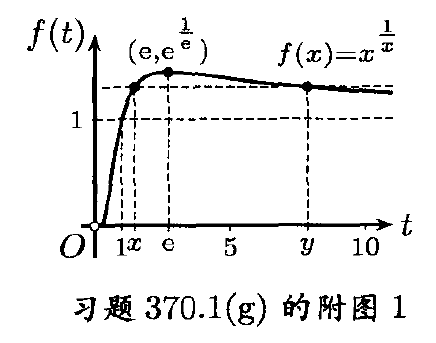 f(t)
(e,e^{1/e})
f(x)=x^{1/x}
1
O 1 x e 5 y 10 t
习题 370.1(g) 的附图 1